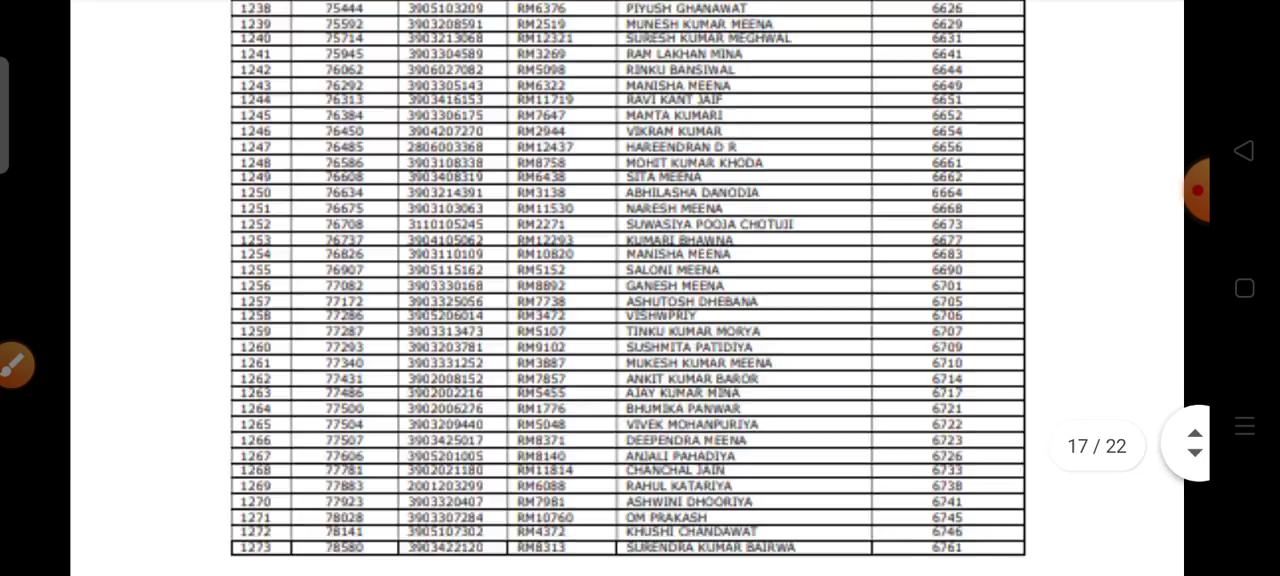 1238 75444 3905103209 RM6376 PIYUSH GHANAWAT 6626
1239 75592 3903208591 RM2519 MUNESH KUMAR MEENA 6629
1240 75714 3903213068 RM12321 SURESH KUMAR MEGHWAL 6631
1241 75945 3903304589 RM3269 RAM LAKHAN MINA 6641
1242 76062 3906027082 RM5098 RINKU BANSIWAL 6644
1243 76292 3903305143 RM6322 MANISHA MEENA 6649
1244 76313 3903416153 RM11719 RAVI KANT JAIF 6651
1245 76384 3903306175 RM7647 MAMTA KUMARI 6652
1246 76450 3904207270 RM2944 VIKRAM KUMAR 6654
1247 76485 2806003368 RM12437 HAREENDRAN D R 6656
1248 76586 3903108338 RM8758 MOHIT KUMAR KHODA 6661
1249 76608 3903408319 RM6438 SITA MEENA 6662
1250 76634 3903214391 RM3138 ABHILASHA DANODIA 6664
1251 76675 3903103063 RM11530 NARESH MEENA 6668
1252 76708 3110105245 RM2271 SUWASIYA POOJA CHOTUJI 6673
1253 76737 3904105062 RM12293 KUMARI BHAWNA 6677
1254 76826 3903110109 RM10820 MANISHA MEENA 6683
1255 76907 3905115162 RM5152 SALONI MEENA 6690
1256 77082 3903330168 RM8892 GANESH MEENA 6701
1257 77172 3903325056 RM7738 ASHUTOSH DHEBANA 6705
1258 77286 3905206014 RM3472 VISHWPRIY 6706
1259 77287 3903313473 RM5107 TINKU KUMAR MORYA 6707
1260 77293 3903203781 RM9102 SUSHMITA PATIDIYA 6709
1261 77340 3903331252 RM3887 MUKESH KUMAR MEENA 6710
1262 77431 3902008152 RM7857 ANKIT KUMAR BAROR 6714
1263 77486 3902002216 RM5455 AJAY KUMAR MINA 6717
1264 77500 3902006276 RM1776 BHUMIKA PANWAR 6721
1265 77504 3903209440 RM5048 VIVEK MOHANPURIYA 6722
1266 77507 3903425017 RM8371 DEEPENDRA MEENA 6723
1267 77606 3905201005 RM8140 ANJALI PAHADIYA 6726
1268 77781 3902021180 RM11814 CHANCHAL JAIN 6733
1269 77883 2001203299 RM6088 RAHUL KATARIYA 6738
1270 77923 3903320407 RM7981 ASHWINI DHOORIYA 6741
1271 78028 3903307284 RM10760 OM PRAKASH 6745
1272 78141 3905107302 RM4372 KHUSHI CHANDAWAT 6746
1273 78580 3903422120 RM8313 SURENDRA KUMAR BAIRWA 6761
17 / 22